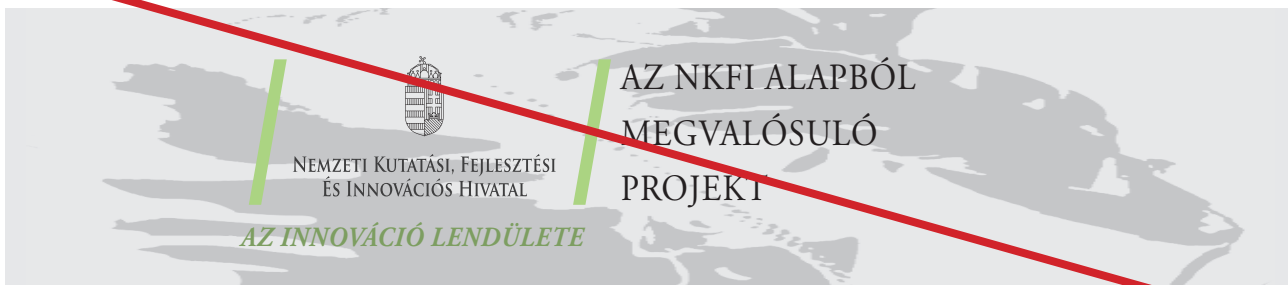 NEMZETI KUTATÁSI, FEJLESZTÉSI
ÉS INNOVÁCIÓS HIVATAL
AZ INNOVÁCIÓ LENDÜLETE
AZ NKFI ALAPBÓL
MEGVALÓSULÓ
PROJEKT